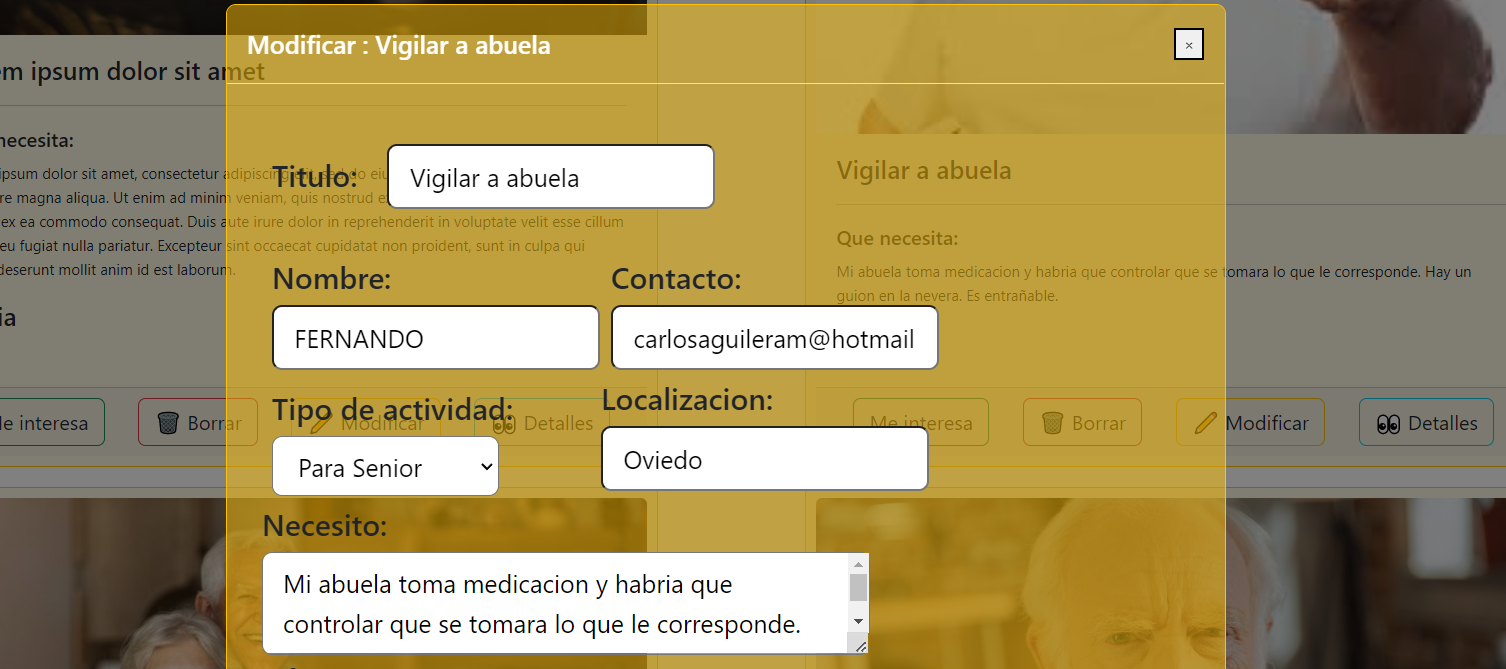 Modificar : Vigilar a abuela
×
em ipsum dolor sit amet
Titulo:
Vigilar a abuela
Vigilar a abuela
necesita:
ipsum dolor sit amet, consectetur adipiscing elit, sed do eiu
re magna aliqua. Ut enim ad minim veniam, quis nostrud e
ex ea commodo consequat. Duis aute irure dolor in reprehenderit in voluptate velit esse cillum
eu fugiat nulla pariatur. Excepteur sint occaecat cupidatat non proident, sunt in culpa qui
deserunt mollit anim id est laborum.
Que necesita:
Mi abuela toma medicacion y habria que controlar que se tomara lo que le corresponde. Hay un
guion en la nevera. Es entrañable.
Nombre:
Contacto:
FERNANDO
carlosaguileram@hotmail
ia
Tipo de actividad:
Localizacion:
Me interesa
Borrar
Modificar
Detalles
Me interesa
Borrar
Modificar
Detalles
Para Senior
Oviedo
Necesito:
Mi abuela toma medicacion y habria que
controlar que se tomara lo que le corresponde.